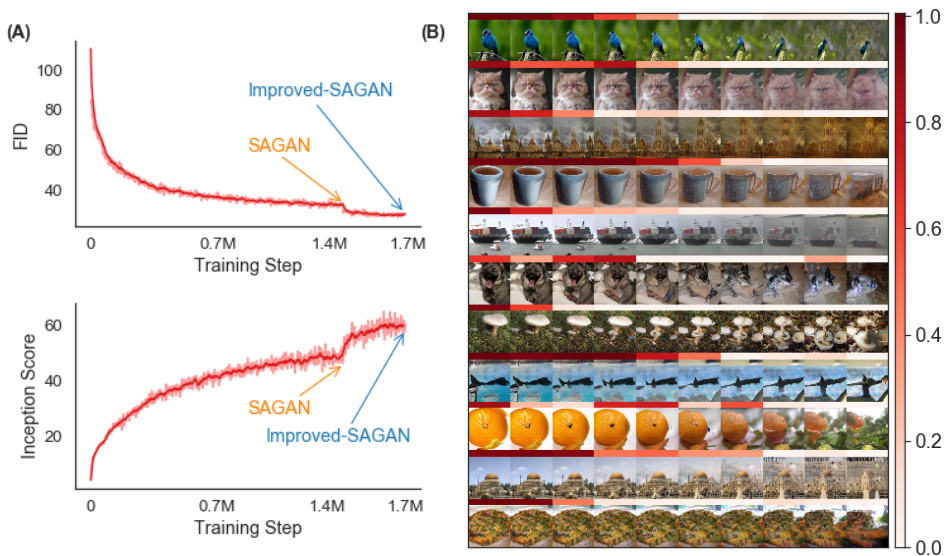 (A)
FID
100
80
60
40
Improved-SAGAN
SAGAN
0 0.7M 1.4M 1.7M
Training Step
Inception Score
60
40
20
SAGAN
Improved-SAGAN
0 0.7M 1.4M 1.7M
Training Step
(B)
1.0
0.8
0.6
0.4
0.2
0.0